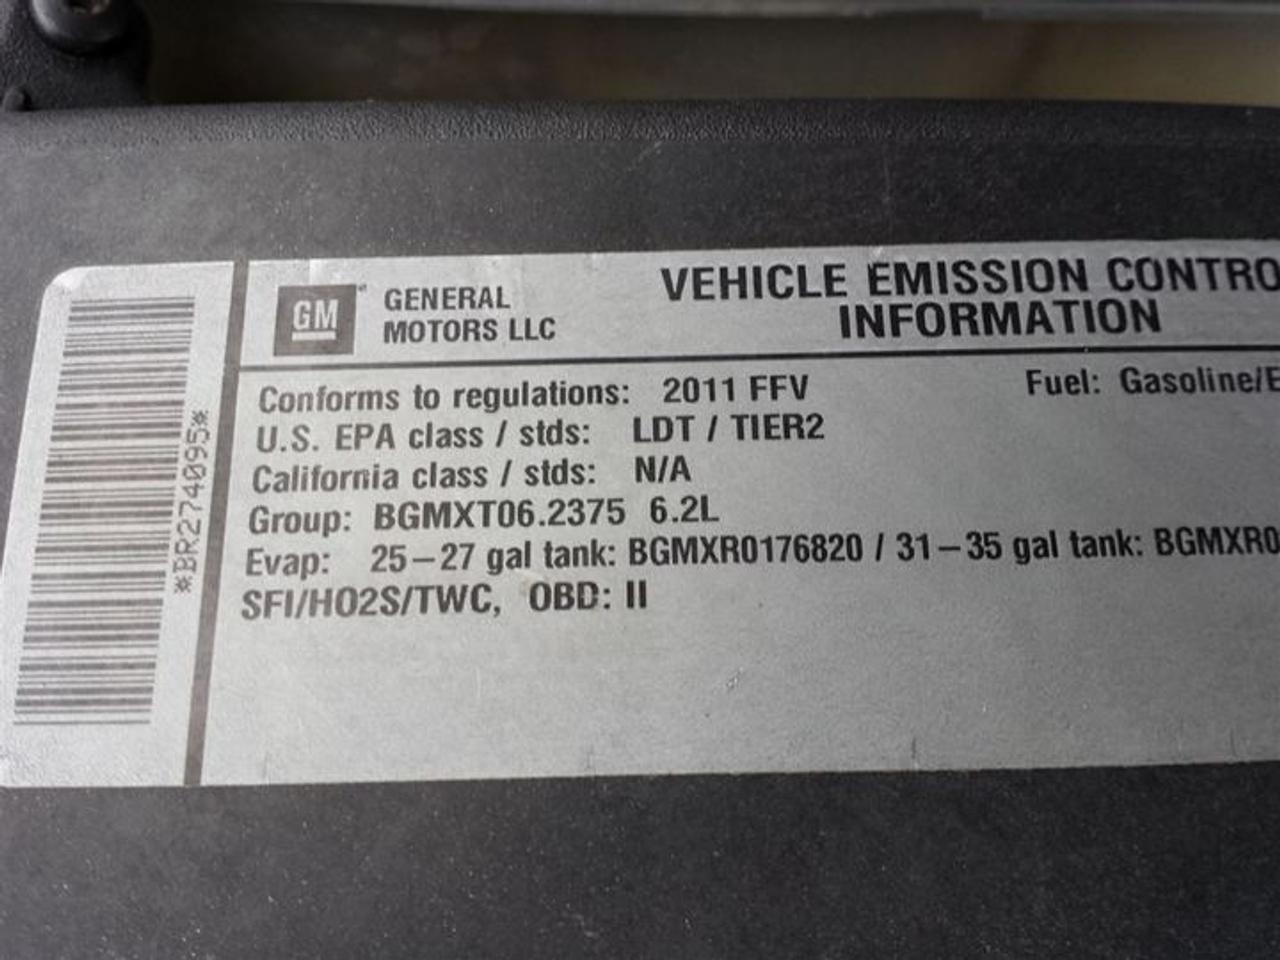 *BR274095*
GM
GENERAL
MOTORS LLC
VEHICLE EMISSION CONTRO
INFORMATION
Conforms to regulations: 2011 FFV Fuel: Gasoline/E
U.S. EPA class / stds: LDT / TIER2
California class / stds: N/A
Group: BGMXT06.2375 6.2L
Evap: 25–27 gal tank: BGMXR0176820 / 31–35 gal tank: BGMXR0
SFI/HO2S/TWC, OBD: II